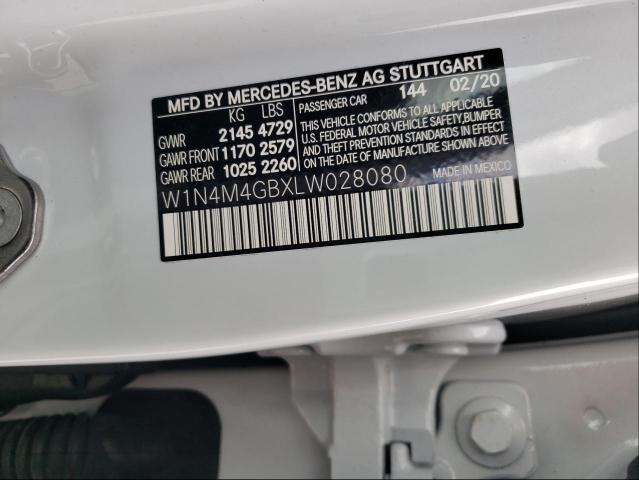 MFD BY MERCEDES-BENZ AG STUTTGART
KG LBS PASSENGER CAR 144 02/20
GVWR 2145 4729
GAWR FRONT 1170 2579
GAWR REAR 1025 2260
THIS VEHICLE CONFORMS TO ALL APPLICABLE
U.S. FEDERAL MOTOR VEHICLE SAFETY,BUMPER
AND THEFT PREVENTION STANDARDS IN EFFECT
ON THE DATE OF MANUFACTURE SHOWN ABOVE.
W1N4M4GBXLW028080 MADE IN MEXICO